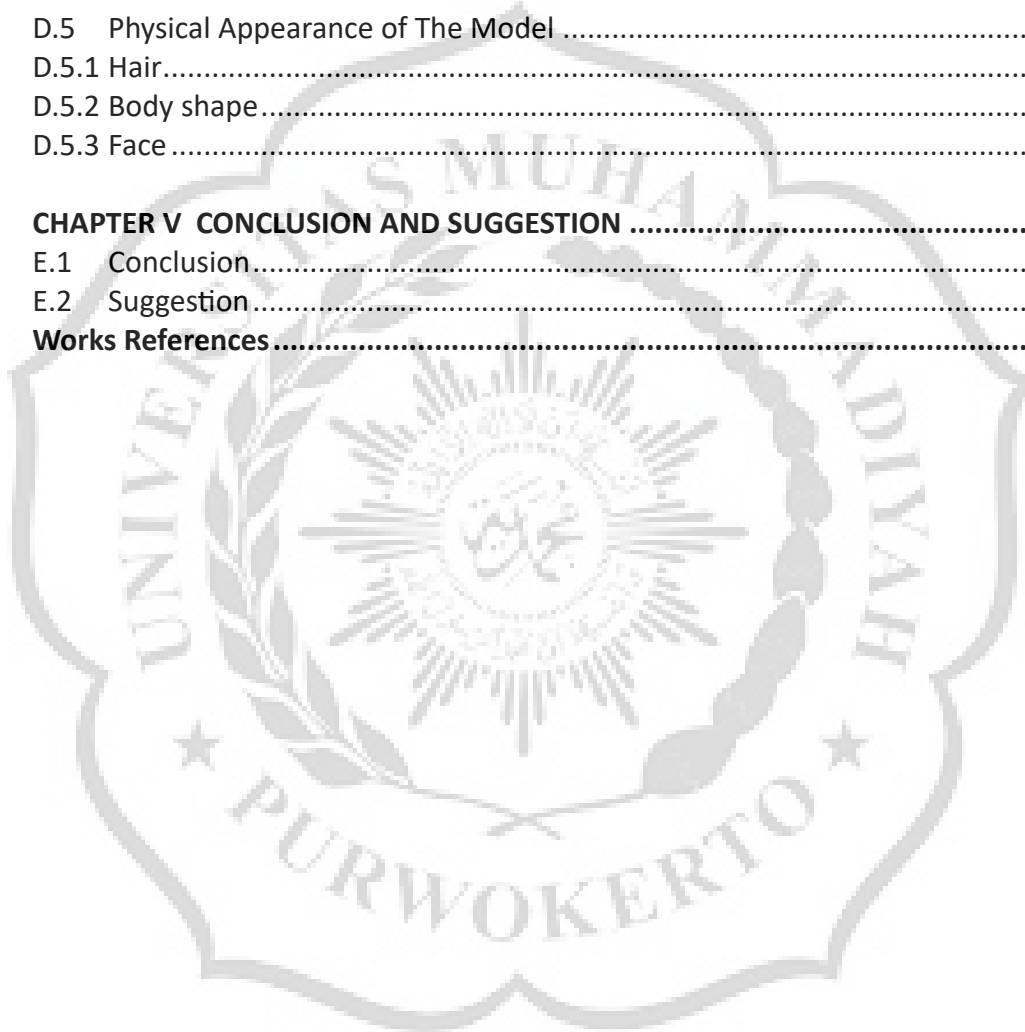 D.5 Physical Appearance of The Model ........................................................
D.5.1 Hair........................................................................................................
D.5.2 Body shape............................................................................................
D.5.3 Face .......................................................................................................
CHAPTER V CONCLUSION AND SUGGESTION ................................................
E.1 Conclusion................................................................................................
E.2 Suggestion................................................................................................
Works References.............................................................................................
UNIVERSITAS MUHAMMADIYAH
PURWOKERTO